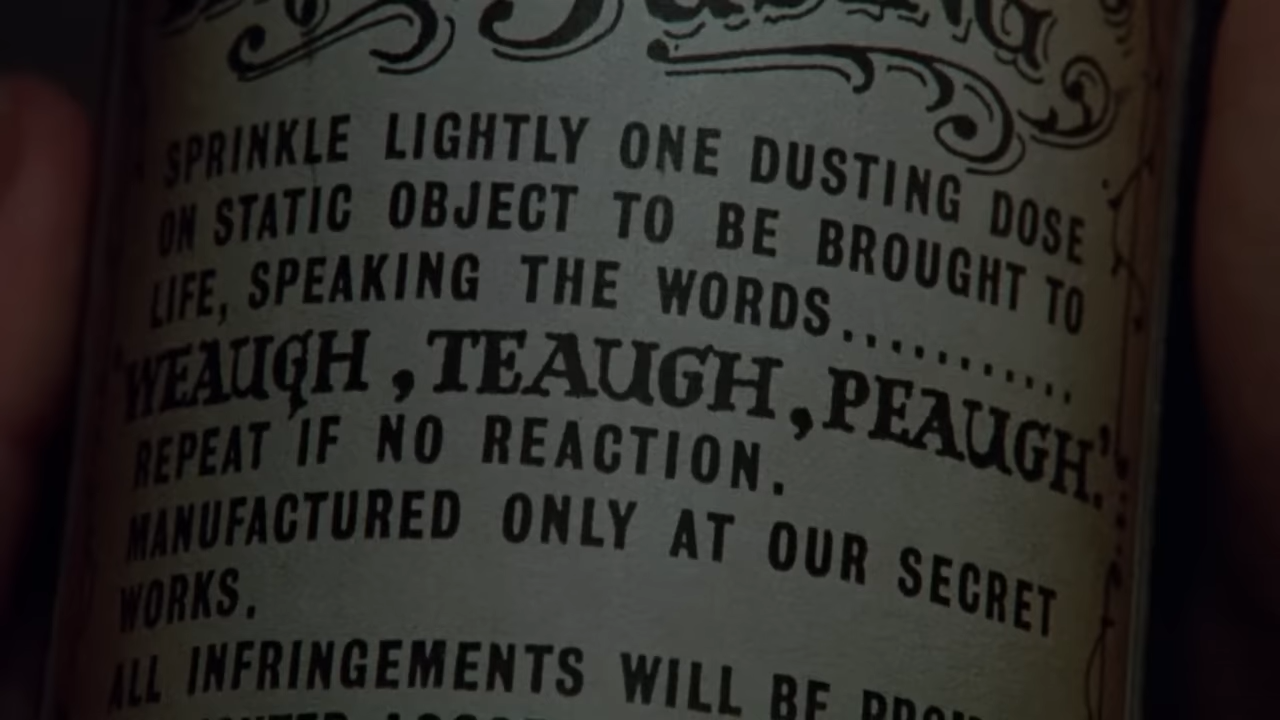 SPRINKLE LIGHTLY ONE DUSTING DOSE
ON STATIC OBJECT TO BE BROUGHT TO
LIFE, SPEAKING THE WORDS...........
'WEAUGH, TEAUGH, PEAUGH.'
REPEAT IF NO REACTION.
MANUFACTURED ONLY AT OUR SECRET
WORKS.
ALL INFRINGEMENTS WILL BE